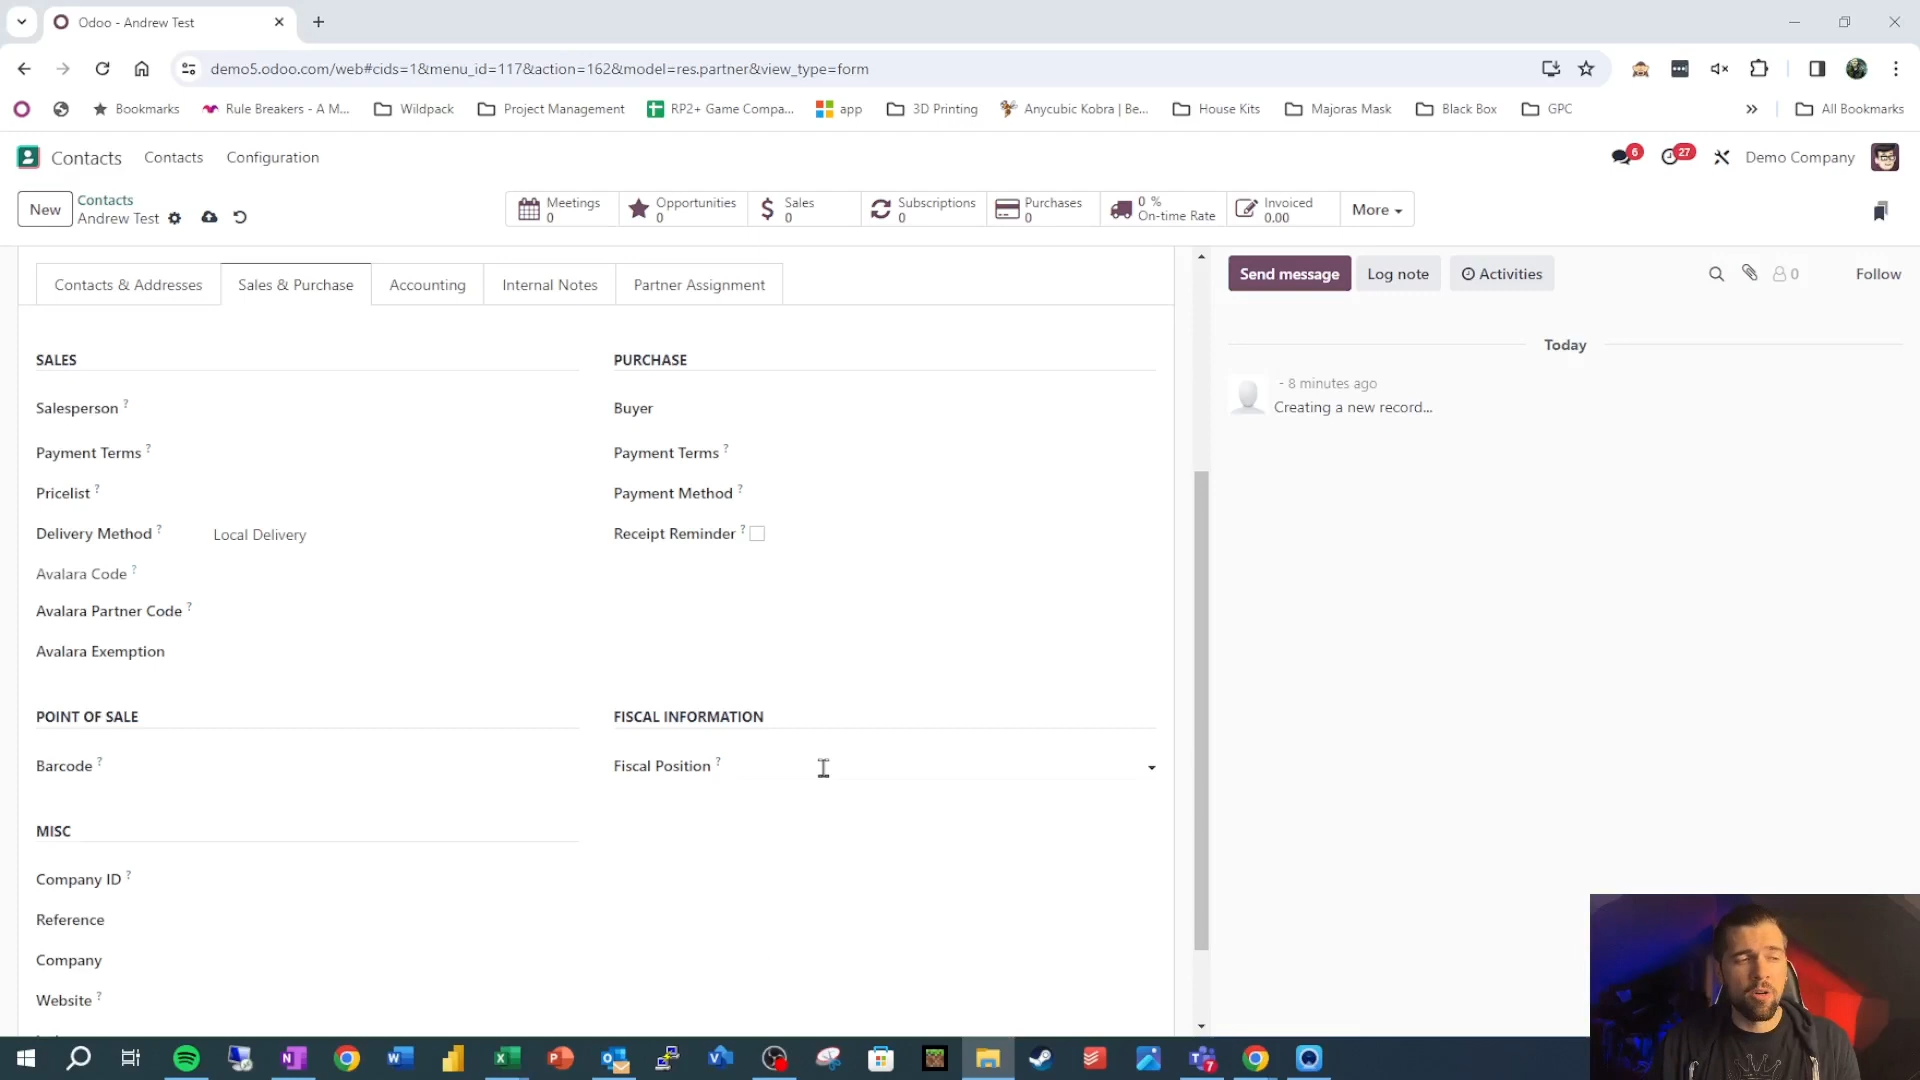 Odoo - Andrew Test
demo5.odoo.com/web#cids=1&menu_id=117&action=162&model=res.partner&view_type=form
Bookmarks
Rule Breakers - A M...
Wildpack
Project Management
RP2+ Game Compa...
app
3D Printing
Anycubic Kobra | Be...
House Kits
Majoras Mask
Black Box
GPC
All Bookmarks
Contacts
Contacts
Configuration
6
27
Demo Company
New
Contacts
Andrew Test
Meetings
0
Opportunities
0
Sales
0
Subscriptions
0
Purchases
0
0 %
On-time Rate
Invoiced
0.00
More
Contacts & Addresses
Sales & Purchase
Accounting
Internal Notes
Partner Assignment
Send message
Log note
Activities
0
Follow
Today
- 8 minutes ago
Creating a new record...
SALES
Salesperson ?
Payment Terms ?
Pricelist ?
Delivery Method ? Local Delivery
Avalara Code ?
Avalara Partner Code ?
Avalara Exemption
PURCHASE
Buyer
Payment Terms ?
Payment Method ?
Receipt Reminder ?
POINT OF SALE
Barcode ?
FISCAL INFORMATION
Fiscal Position ?
MISC
Company ID ?
Reference
Company
Website ?